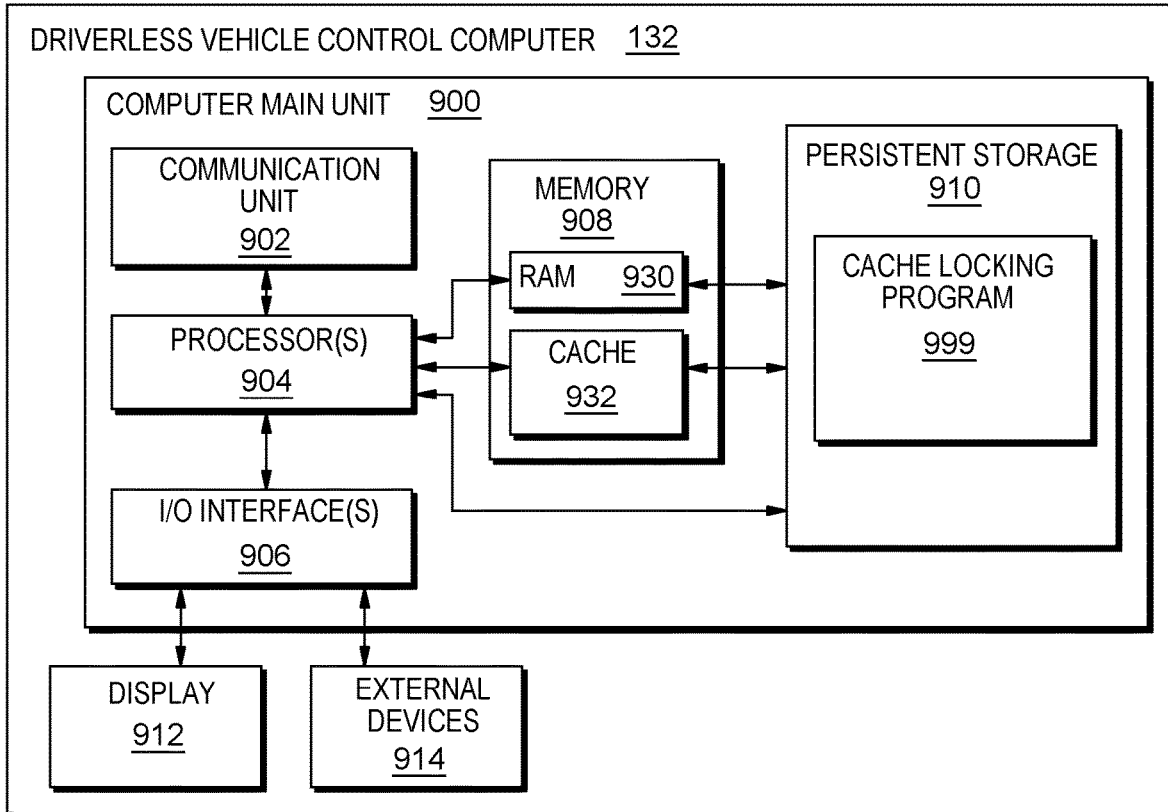 DRIVERLESS VEHICLE CONTROL COMPUTER 132
COMPUTER MAIN UNIT 900
COMMUNICATION
UNIT
902
PROCESSOR(S)
904
I/O INTERFACE(S)
906
MEMORY
908
RAM 930
CACHE
932
PERSISTENT STORAGE
910
CACHE LOCKING
PROGRAM
999
DISPLAY
912
EXTERNAL
DEVICES
914